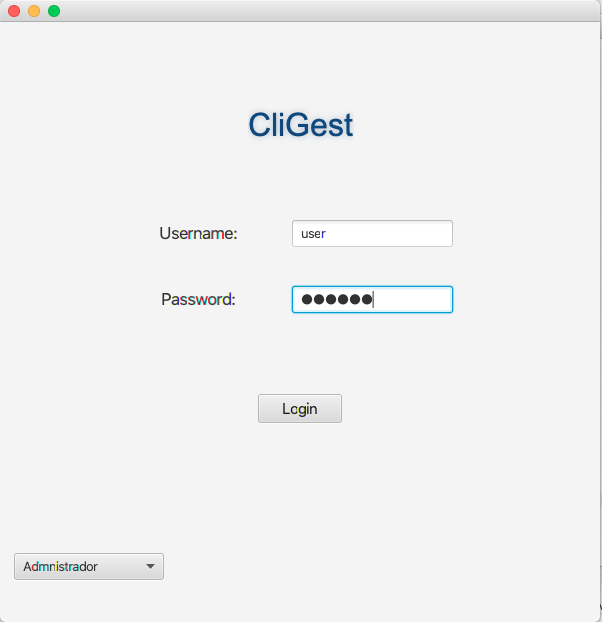 CliGest
Username:
user
Password:
●●●●●●
Login
Admnistrador